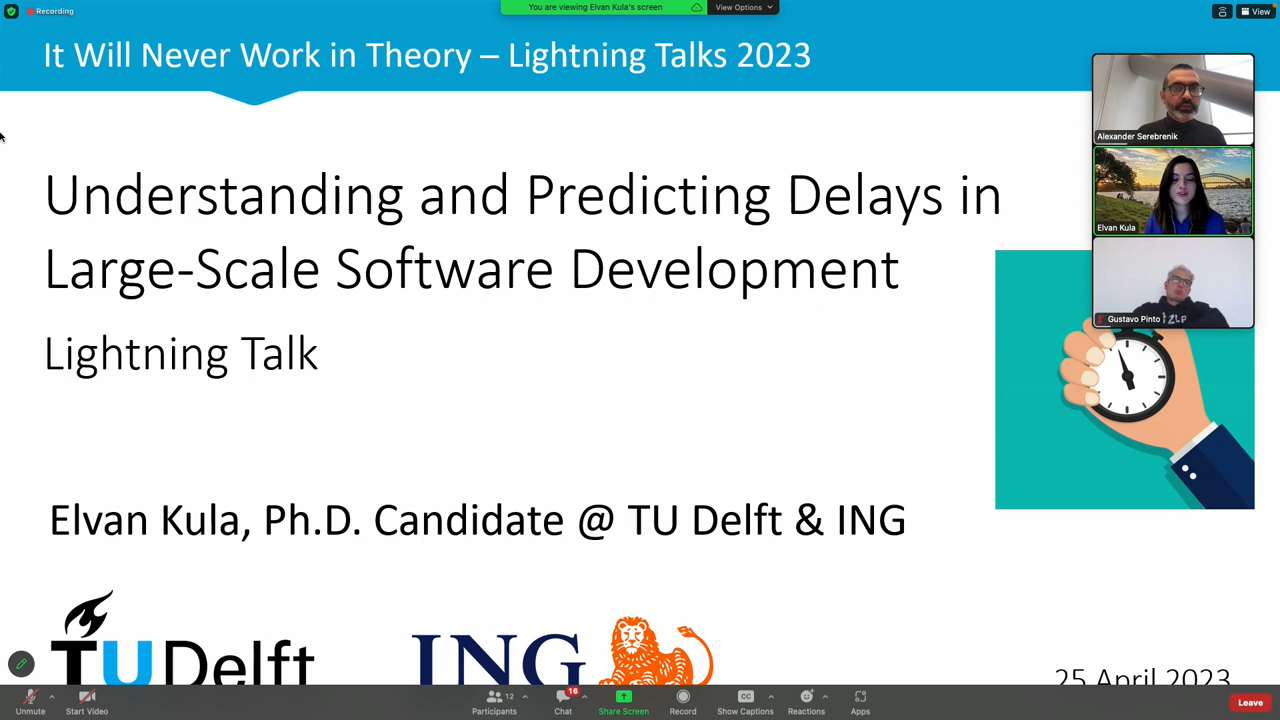 Recording
You are viewing Elvan Kula's screen
View Options
View
It Will Never Work in Theory – Lightning Talks 2023
Alexander Serebrenik
Understanding and Predicting Delays in
Large-Scale Software Development
Elvan Kula
Gustavo Pinto
Lightning Talk
Elvan Kula, Ph.D. Candidate @ TU Delft & ING
TU Delft
ING
25 April 2023
Unmute
Start Video
12
Participants
16
Chat
Share Screen
Record
CC
Show Captions
Reactions
Apps
Leave